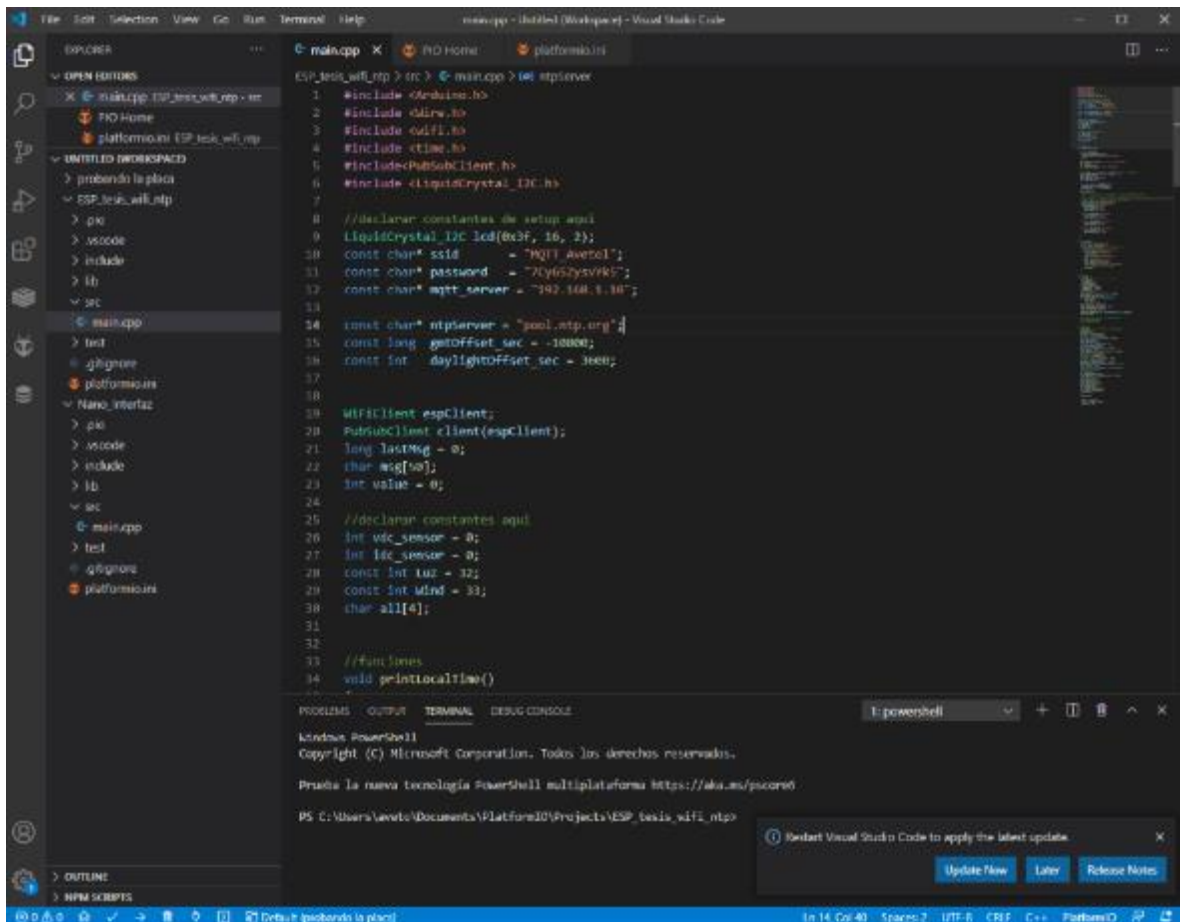 File Edit Selection View Go Run Terminal Help
main.cpp - Untitled (Workspace) - Visual Studio Code
EXPLORER
OPEN EDITORS
main.cpp ESP_tesis_wifi_ntp - src
PIO Home
platformio.ini ESP_tesis_wifi_ntp
UNTITLED (WORKSPACE)
probando la placa
ESP_tesis_wifi_ntp
.pio
.vscode
include
lib
src
main.cpp
test
.gitignore
platformio.ini
Nano_Interfaz
.pio
.vscode
include
lib
src
main.cpp
test
.gitignore
platformio.ini
OUTLINE
NPM SCRIPTS
main.cpp PIO Home platformio.ini
ESP_tesis_wifi_ntp > src > main.cpp > ntpServer
1 #include <Arduino.h>
2 #include <Wire.h>
3 #include <wifi.h>
4 #include <time.h>
5 #include<PubSubClient.h>
6 #include <LiquidCrystal_I2C.h>
7
8 //declarar constantes de setup aqui
9 LiquidCrystal_I2C lcd(0x3f, 16, 2);
10 const char* ssid = "MQTT_Avetol";
11 const char* password =
12 const char* mqtt_server = "192.168.1.10";
13
14 const char* ntpServer = "pool.ntp.org";
15 const long gmtOffset_sec = -10800;
16 const int daylightOffset_sec = 3600;
17
18
19 WiFiClient espClient;
20 PubSubClient client(espClient);
21 long lastMsg = 0;
22 char msg[50];
23 int value = 0;
24
25 //declarar constantes aqui
26 int vdc_sensor = 0;
27 int idc_sensor = 0;
28 const int Luz = 32;
29 const int Wind = 33;
30 char all[4];
31
32
33 //funciones
34 void printLocalTime()
PROBLEMS OUTPUT TERMINAL DEBUG CONSOLE
1: powershell
Windows PowerShell
Copyright (C) Microsoft Corporation. Todos los derechos reservados.
Prueba la nueva tecnología PowerShell multiplataforma https://aka.ms/pscore6
PS C:\Users\aveto\Documents\PlatformIO\Projects\ESP_tesis_wifi_ntp>
Restart Visual Studio Code to apply the latest update.
Update Now Later Release Notes
0 0 Default (probando la placa)
Ln 14, Col 40 Spaces: 2 UTF-8 CRLF C++ PlatformIO